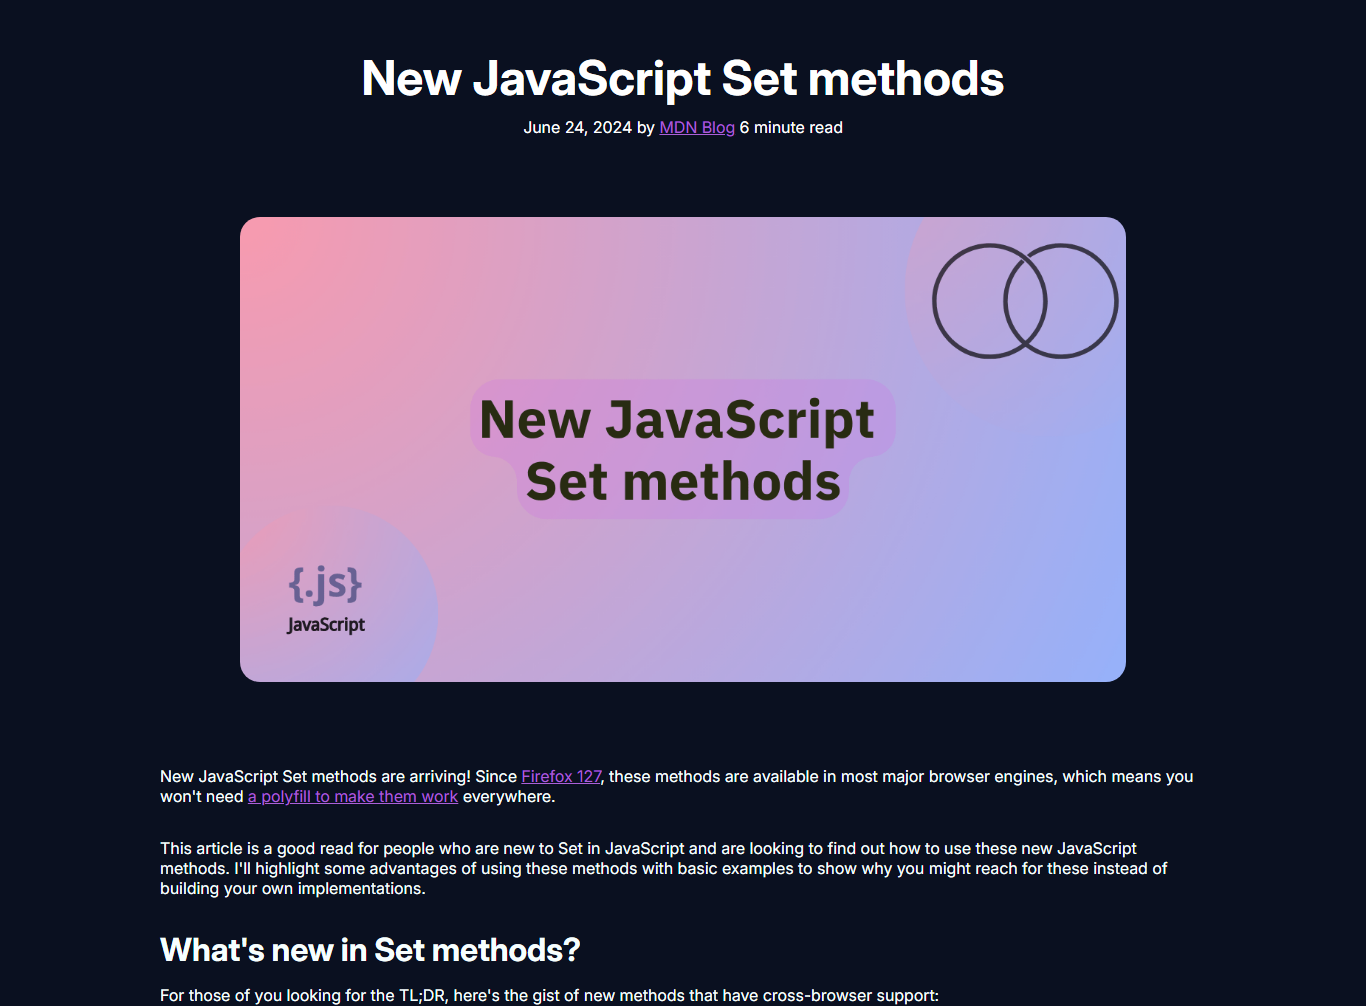 New JavaScript Set methods
June 24, 2024 by MDN Blog 6 minute read
New JavaScript
Set methods
{.js}
JavaScript
New JavaScript Set methods are arriving! Since Firefox 127, these methods are available in most major browser engines, which means you
won't need a polyfill to make them work everywhere.
This article is a good read for people who are new to Set in JavaScript and are looking to find out how to use these new JavaScript
methods. I'll highlight some advantages of using these methods with basic examples to show why you might reach for these instead of
building your own implementations.
What's new in Set methods?
For those of you looking for the TL;DR, here's the gist of new methods that have cross-browser support: